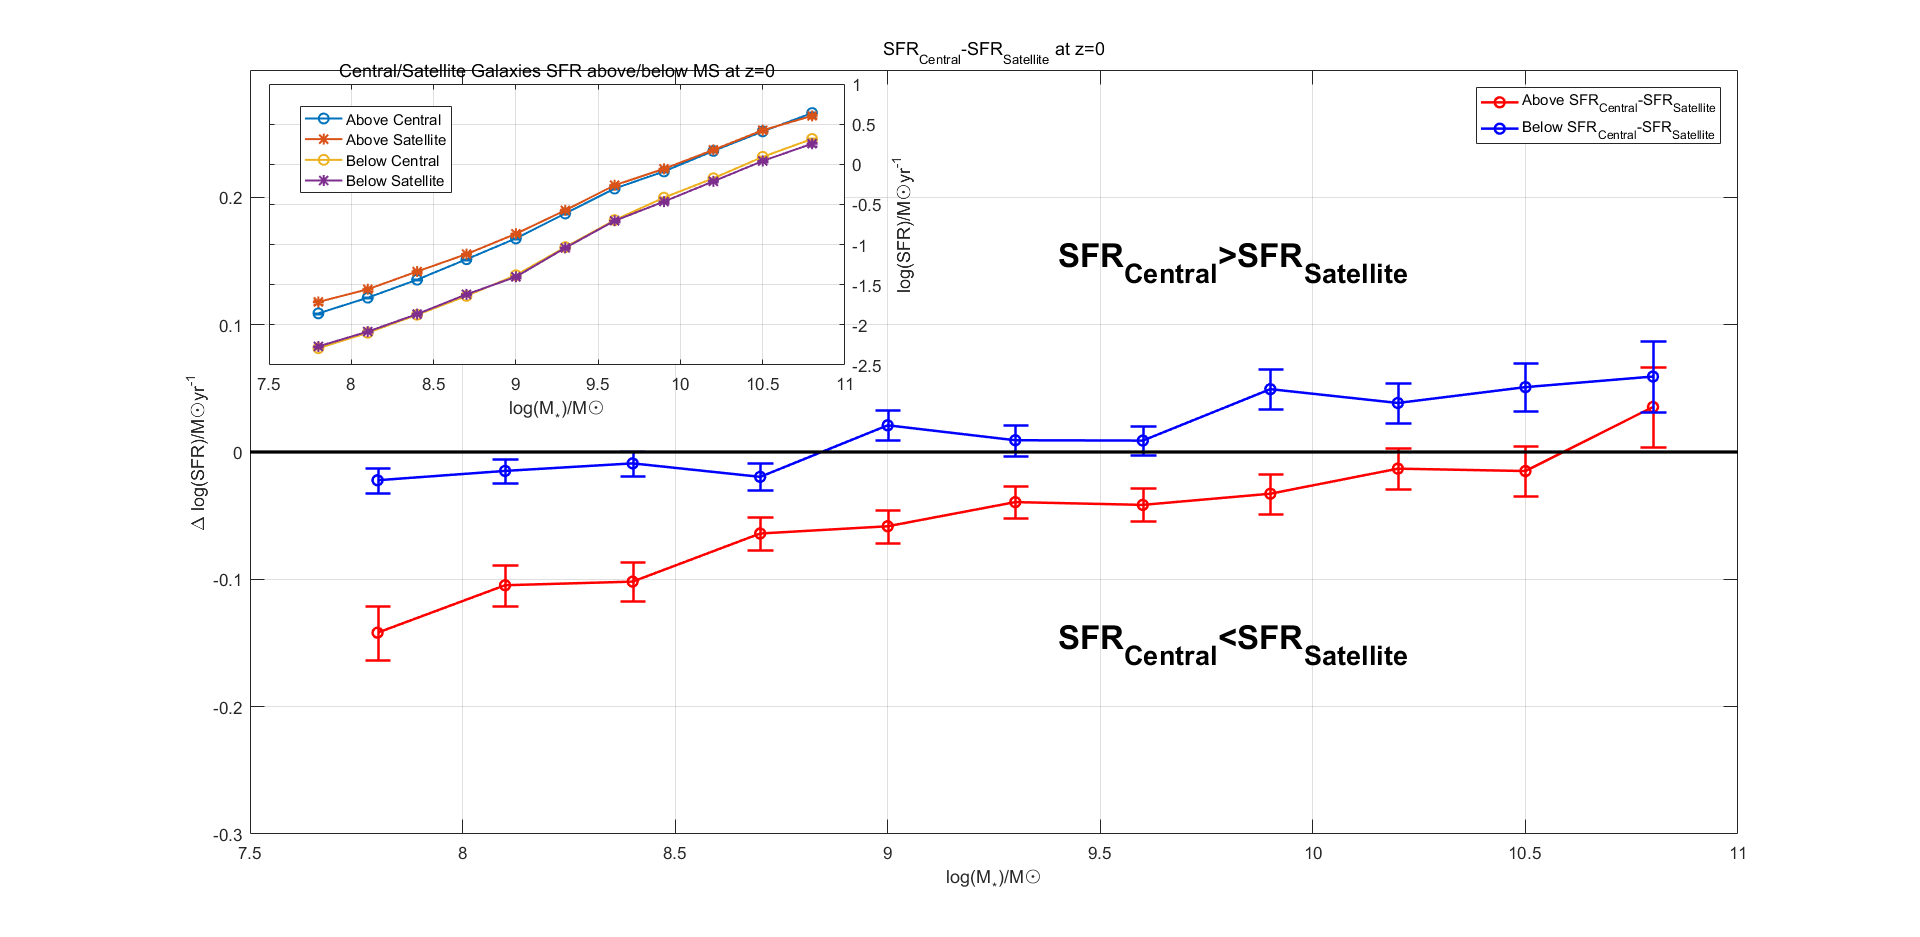 SFRCentral-SFRSatellite at z=0
Central/Satellite Galaxies SFR above/below MS at z=0
Above Central
Above Satellite
Below Central
Below Satellite
1
0.5
0
-0.5
-1
-1.5
-2
-2.5
log(SFR)/M☉yr-1
7.5 8 8.5 9 9.5 10 10.5 11
log(M⋆)/M☉
Above SFRCentral-SFRSatellite
Below SFRCentral-SFRSatellite
SFRCentral>SFRSatellite
SFRCentral<SFRSatellite
0.2
0.1
0
-0.1
-0.2
-0.3
Δ log(SFR)/M☉yr-1
7.5 8 8.5 9 9.5 10 10.5 11
log(M⋆)/M☉